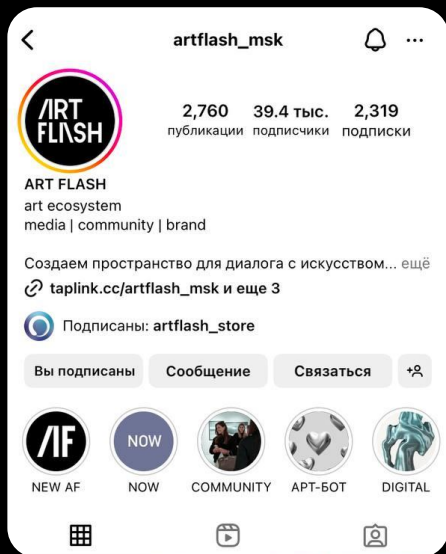 artflash_msk
ART
FLASH
2,760 39.4 тыс. 2,319
публикации подписчики подписки
ART FLASH
art ecosystem
media | community | brand
Создаем пространство для диалога с искусством... ещё
taplink.cc/artflash_msk и еще 3
Подписаны: artflash_store
Вы подписаны Сообщение Связаться
AF NOW
NEW AF NOW COMMUNITY АРТ-БОТ DIGITAL